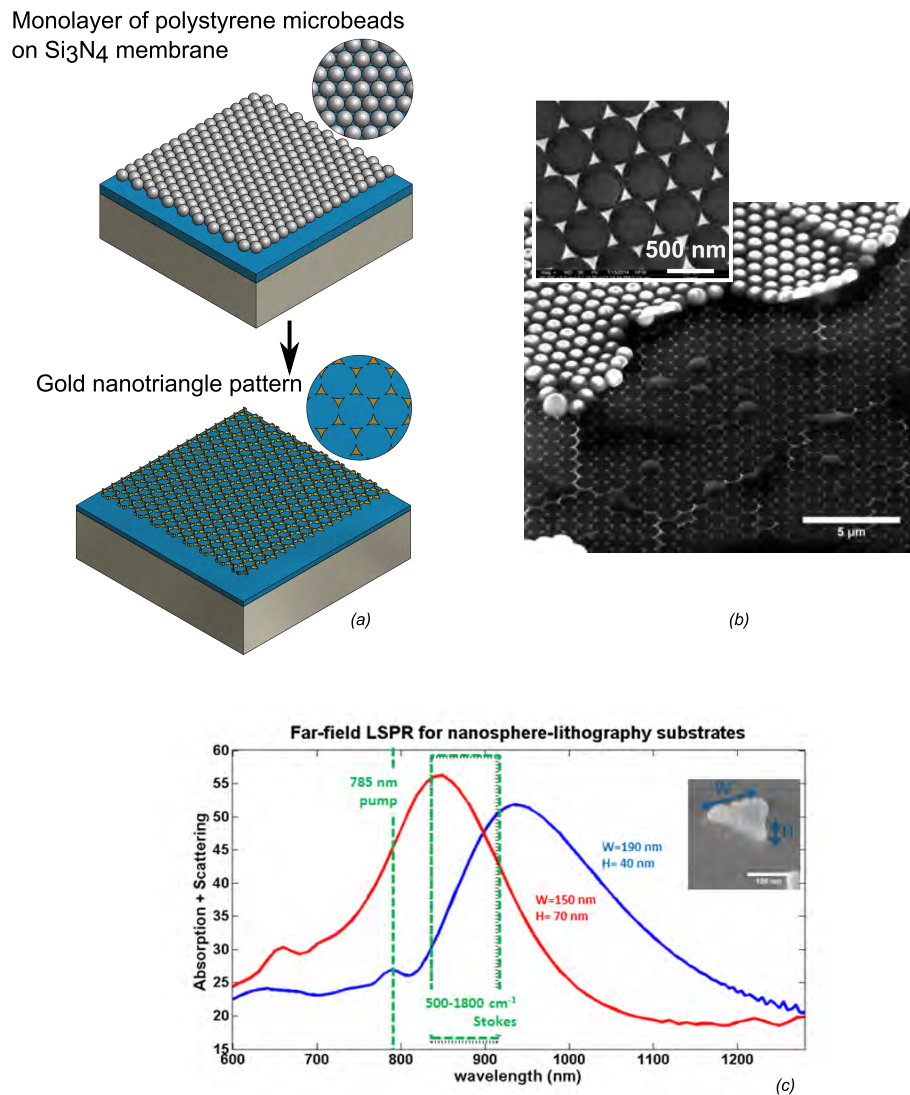 Monolayer of polystyrene microbeads
on Si3N4 membrane
Gold nanotriangle pattern
(a)
500 nm
5 µm
(b)
Far-field LSPR for nanosphere-lithography substrates
60
55
50
45
40
35
30
25
20
15
Absorption + Scattering
785 nm
pump
W=190 nm
H= 40 nm
W=150 nm
H= 70 nm
500-1800 cm-1
Stokes
W
H
600
700
800
900
1000
1100
1200
wavelength (nm)
(c)